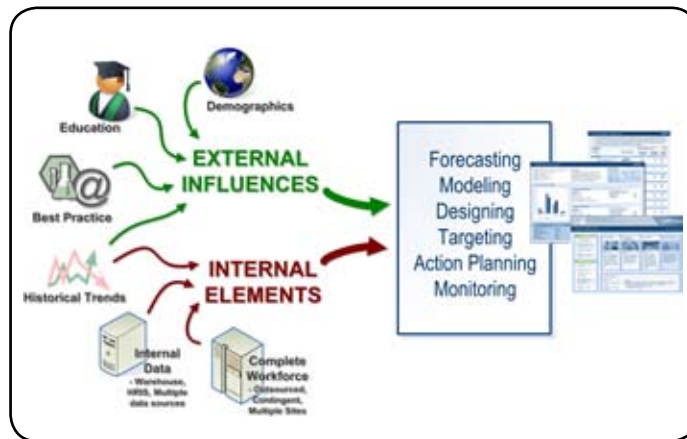 Demographics
Education
EXTERNAL
INFLUENCES
Best Practice
Historical Trends
INTERNAL
ELEMENTS
Internal
Data
- Warehouse,
HRIS, Multiple
data sources
Complete
Workforce
- Outsourced,
Contingent,
Multiple Sites
Forecasting
Modeling
Designing
Targeting
Action Planning
Monitoring